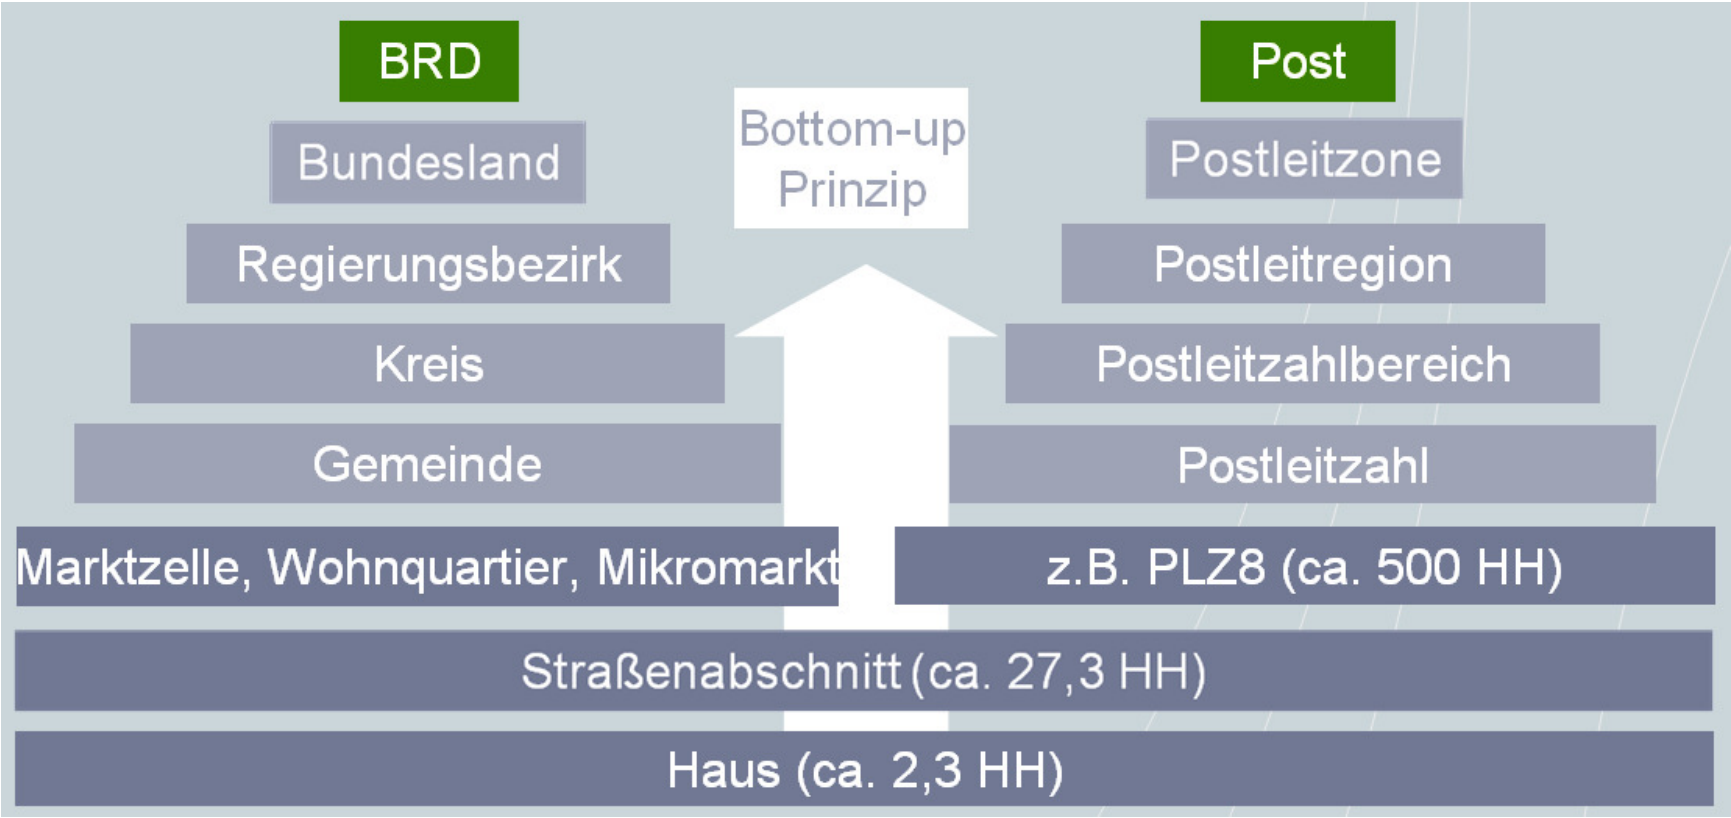 BRD
Bundesland
Regierungsbezirk
Kreis
Gemeinde
Marktzelle, Wohnquartier, Mikromarkt
Bottom-up
Prinzip
Post
Postleitzone
Postleitregion
Postleitzahlbereich
Postleitzahl
z.B. PLZ8 (ca. 500 HH)
Straßenabschnitt (ca. 27,3 HH)
Haus (ca. 2,3 HH)